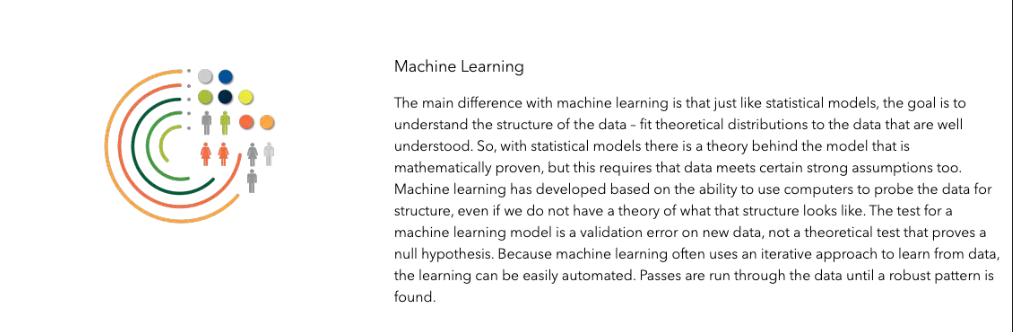 Machine Learning
The main difference with machine learning is that just like statistical models, the goal is to
understand the structure of the data – fit theoretical distributions to the data that are well
understood. So, with statistical models there is a theory behind the model that is
mathematically proven, but this requires that data meets certain strong assumptions too.
Machine learning has developed based on the ability to use computers to probe the data for
structure, even if we do not have a theory of what that structure looks like. The test for a
machine learning model is a validation error on new data, not a theoretical test that proves a
null hypothesis. Because machine learning often uses an iterative approach to learn from data,
the learning can be easily automated. Passes are run through the data until a robust pattern is
found.